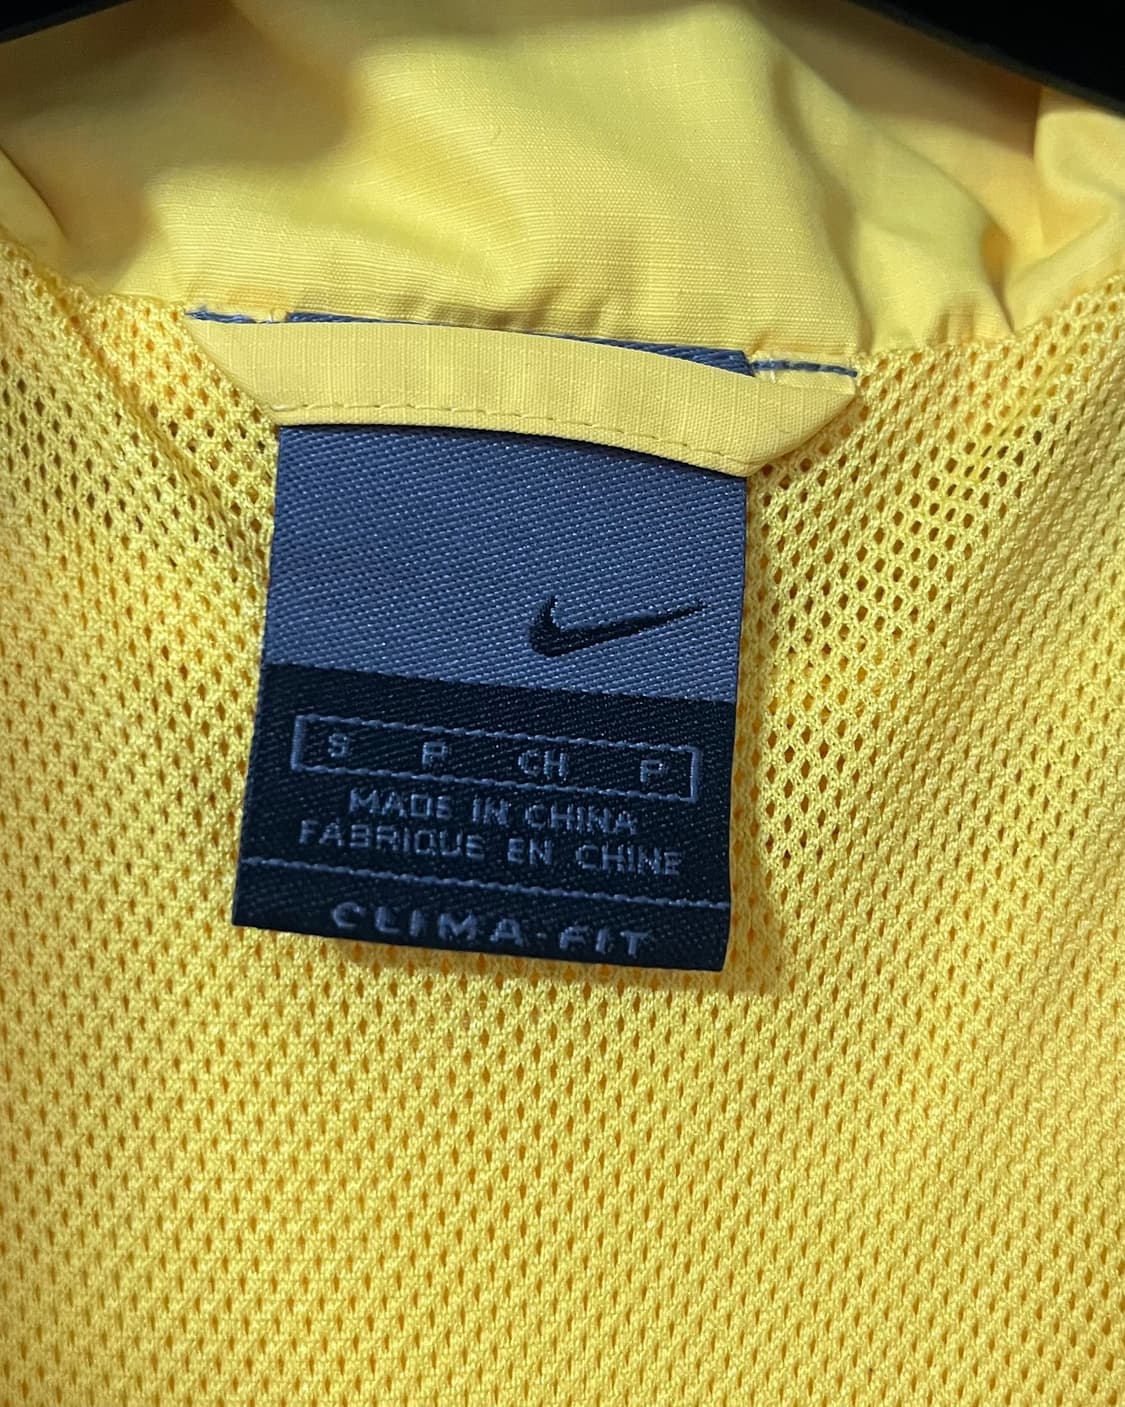 S P CH P
MADE IN CHINA
FABRIQUE EN CHINE
CLIMA-FIT